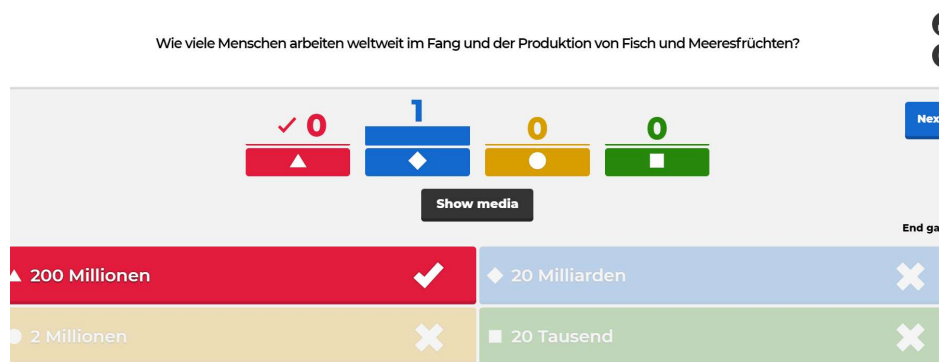 Wie viele Menschen arbeiten weltweit im Fang und der Produktion von Fisch und Meeresfrüchten?
0
1
0
0
Show media
End ga
200 Millionen
20 Milliarden
2 Millionen
20 Tausend